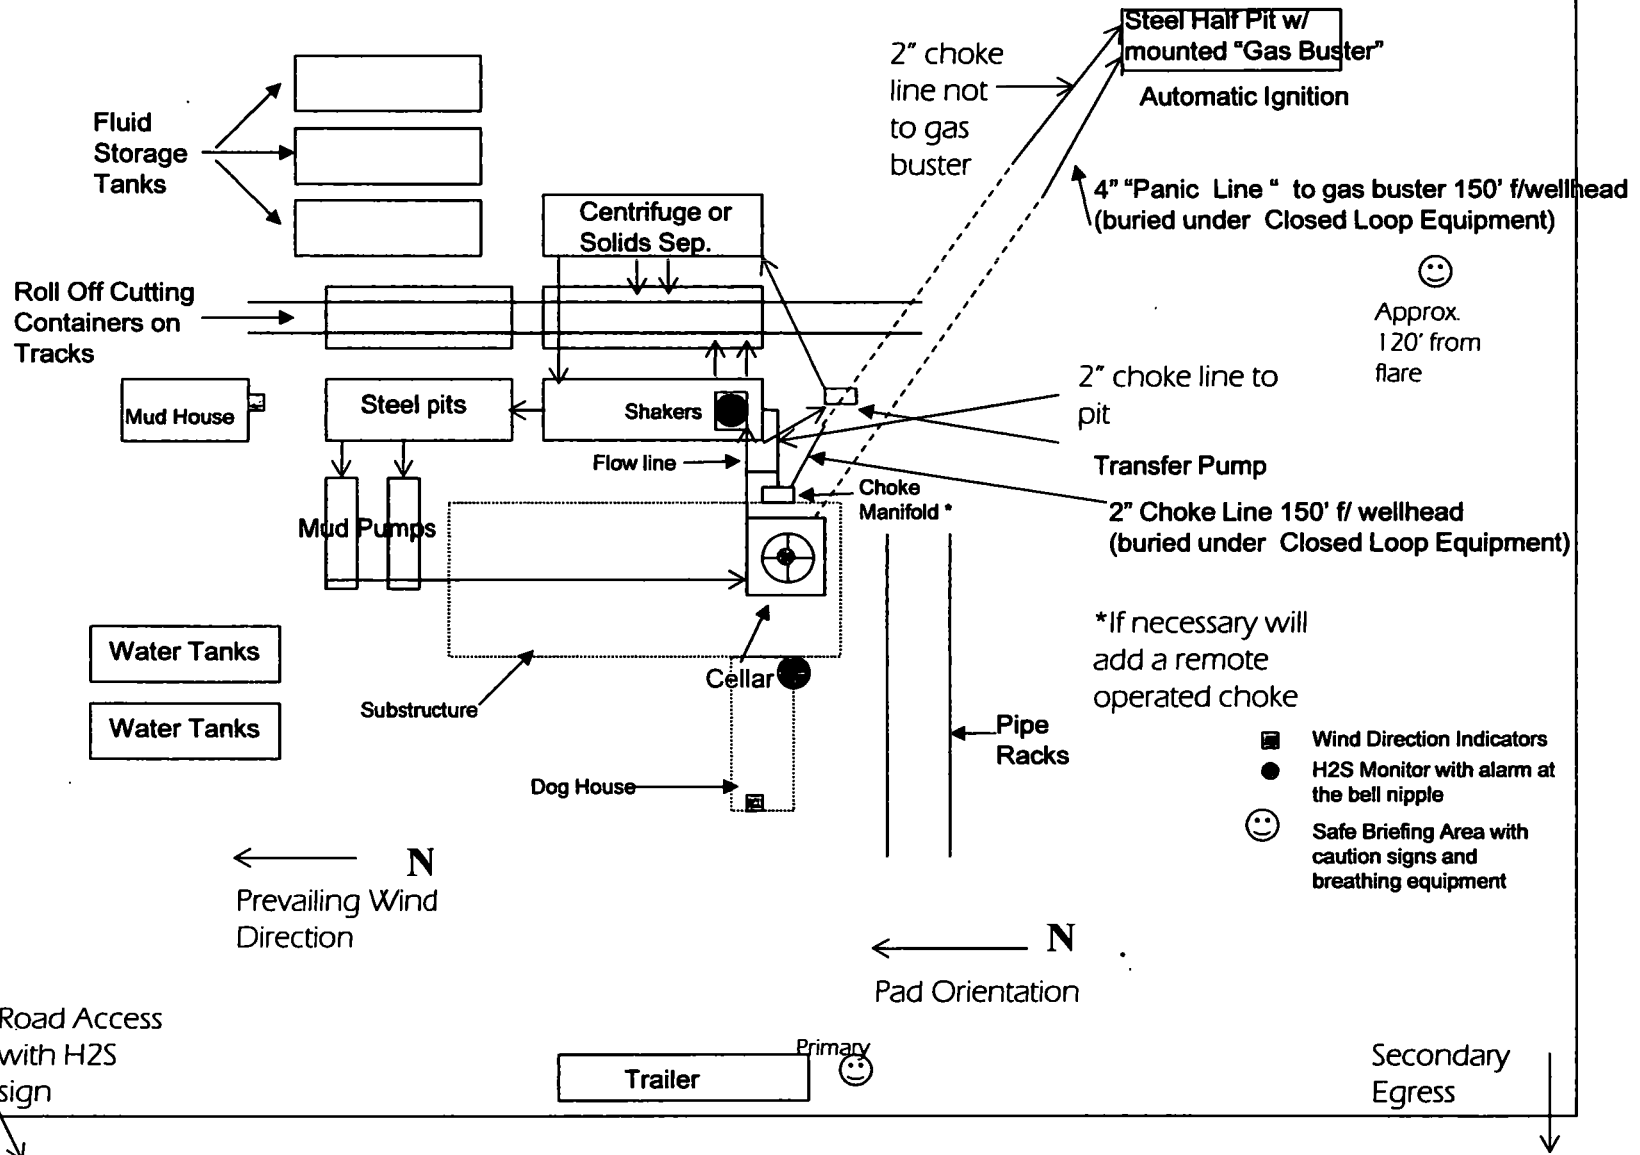 Steel Half Pit w/
mounted "Gas Buster"
Automatic Ignition
2" choke
line not
to gas
buster
Fluid
Storage
Tanks
4" "Panic Line " to gas buster 150' f/wellhead
(buried under Closed Loop Equipment)
Centrifuge or
Solids Sep.
Roll Off Cutting
Containers on
Tracks
Approx.
120' from
flare
2" choke line to
pit
Mud House
Steel pits
Shakers
Flow line
Transfer Pump
Choke
Manifold *
2" Choke Line 150' f/ wellhead
(buried under Closed Loop Equipment)
Mud Pumps
*If necessary will
add a remote
operated choke
Water Tanks
Water Tanks
Cellar
Substructure
Pipe
Racks
Dog House
Wind Direction Indicators
H2S Monitor with alarm at
the bell nipple
Safe Briefing Area with
caution signs and
breathing equipment
N
Prevailing Wind
Direction
N
Pad Orientation
Road Access
with H2S
sign
Primary
Trailer
Secondary
Egress